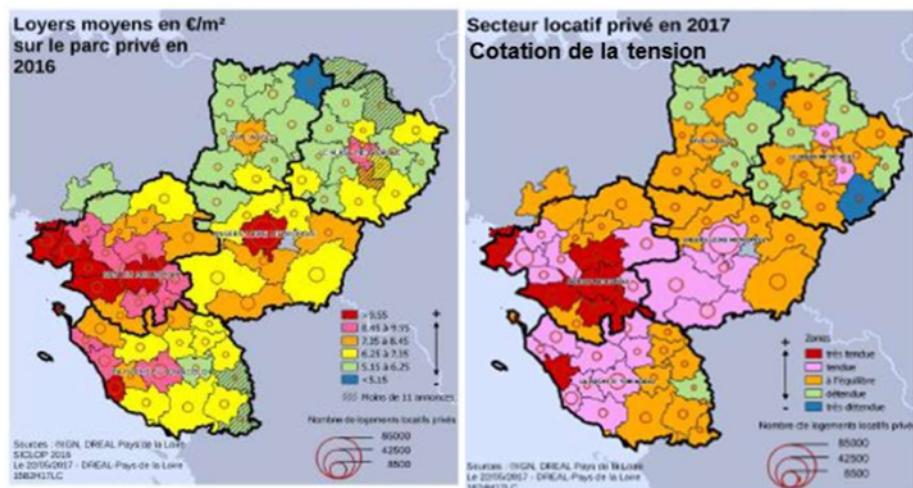 Loyers moyens en €/m²
sur le parc privé en
2016
> 9.55
8.45 à 9.55
7.35 à 8.45
6.25 à 7.35
5.15 à 6.25
< 5.15
Moins de 11 annonces
+
-
Nombre de logements locatifs privés
85000
42500
8500
Sources : ®IGN, DREAL Pays de la Loire
SICLOP 2016
Le 22/05/2017 - DREAL-Pays de la Loire
Secteur locatif privé en 2017
Cotation de la tension
Zones
+
très tendue
tendue
à l'équilibre
détendue
très détendue
-
Nombre de logements locatifs privés
85000
42500
8500
Sources : ®IGN, DREAL Pays de la Loire
Le 22/05/2017 - DREAL-Pays de la Loire